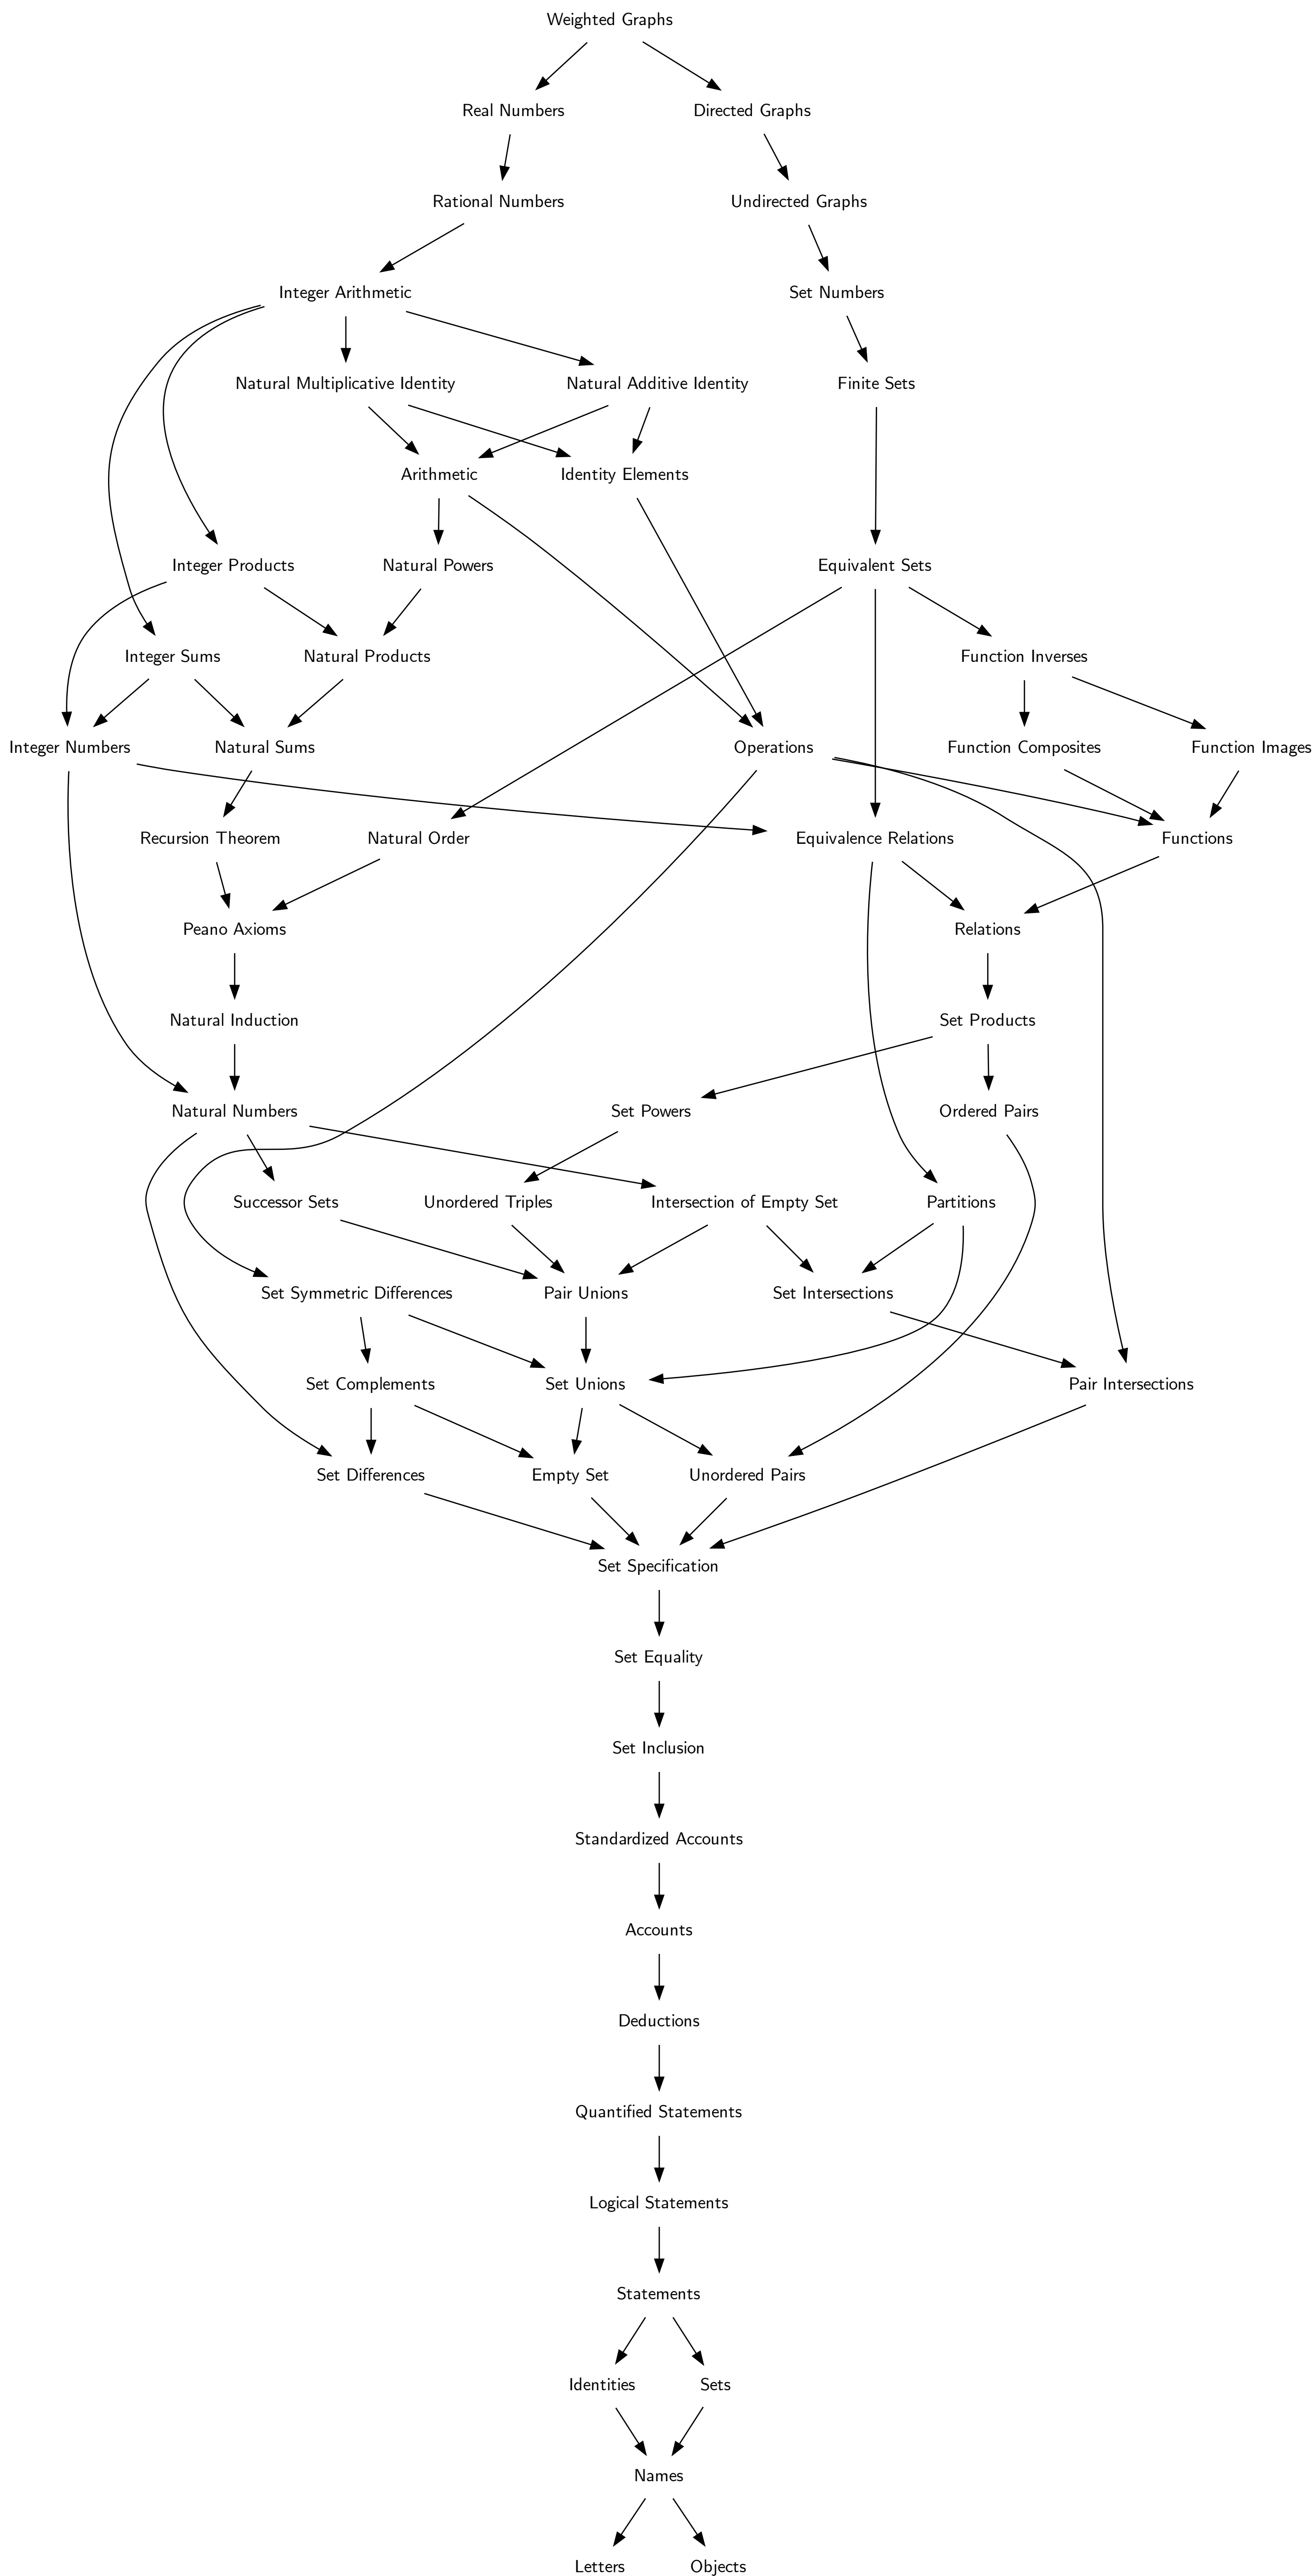 Weighted Graphs
Real Numbers
Directed Graphs
Rational Numbers
Undirected Graphs
Integer Arithmetic
Set Numbers
Natural Multiplicative Identity
Natural Additive Identity
Finite Sets
Arithmetic
Identity Elements
Integer Products
Natural Powers
Equivalent Sets
Integer Sums
Natural Products
Function Inverses
Integer Numbers
Natural Sums
Operations
Function Composites
Function Images
Recursion Theorem
Natural Order
Equivalence Relations
Functions
Peano Axioms
Relations
Natural Induction
Set Products
Natural Numbers
Set Powers
Ordered Pairs
Successor Sets
Unordered Triples
Intersection of Empty Set
Partitions
Set Symmetric Differences
Pair Unions
Set Intersections
Set Complements
Set Unions
Pair Intersections
Set Differences
Empty Set
Unordered Pairs
Set Specification
Set Equality
Set Inclusion
Standardized Accounts
Accounts
Deductions
Quantified Statements
Logical Statements
Statements
Identities
Sets
Names
Letters
Objects